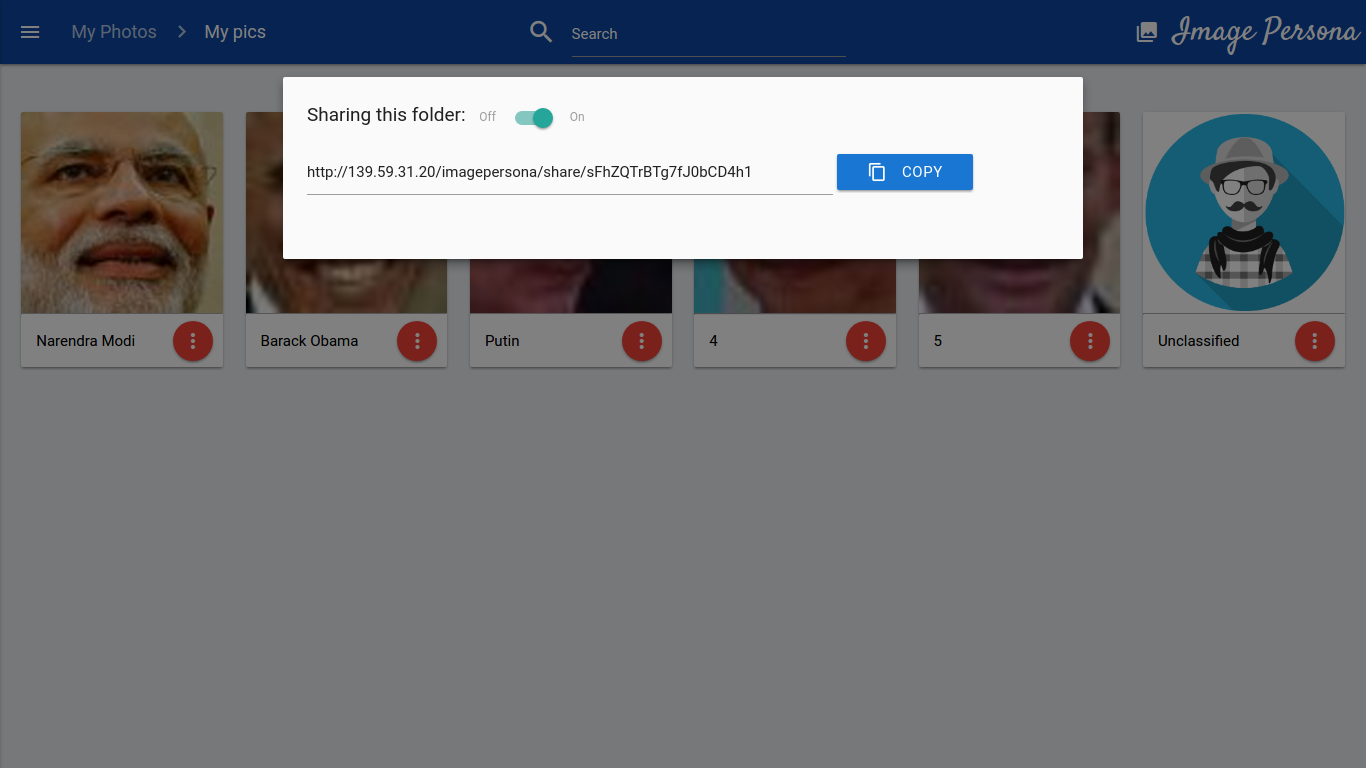 My Photos > My pics
Search
Image Persona
Sharing this folder: Off On
http://139.59.31.20/imagepersona/share/sFhZQTrBTg7fJ0bCD4h1
COPY
Narendra Modi
Barack Obama
Putin
4
5
Unclassified